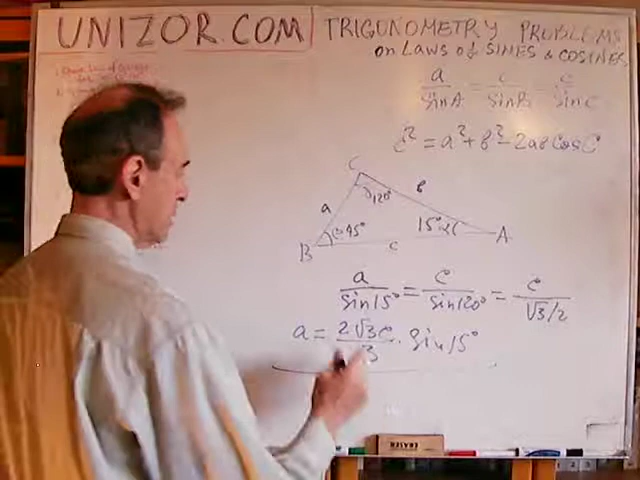 UNIZOR.COM
TRIGONOMETRY PROBLEMS
on LAWS of SINES & COSINES
a/sinA = c/sinB = c/sinC
c² = a² + b² - 2ab cos C
C
120°
b
a
45°
15°
B
c
A
a/sin15° = c/sin120° = c/√3/2
a = 2√3c/3 · sin15°